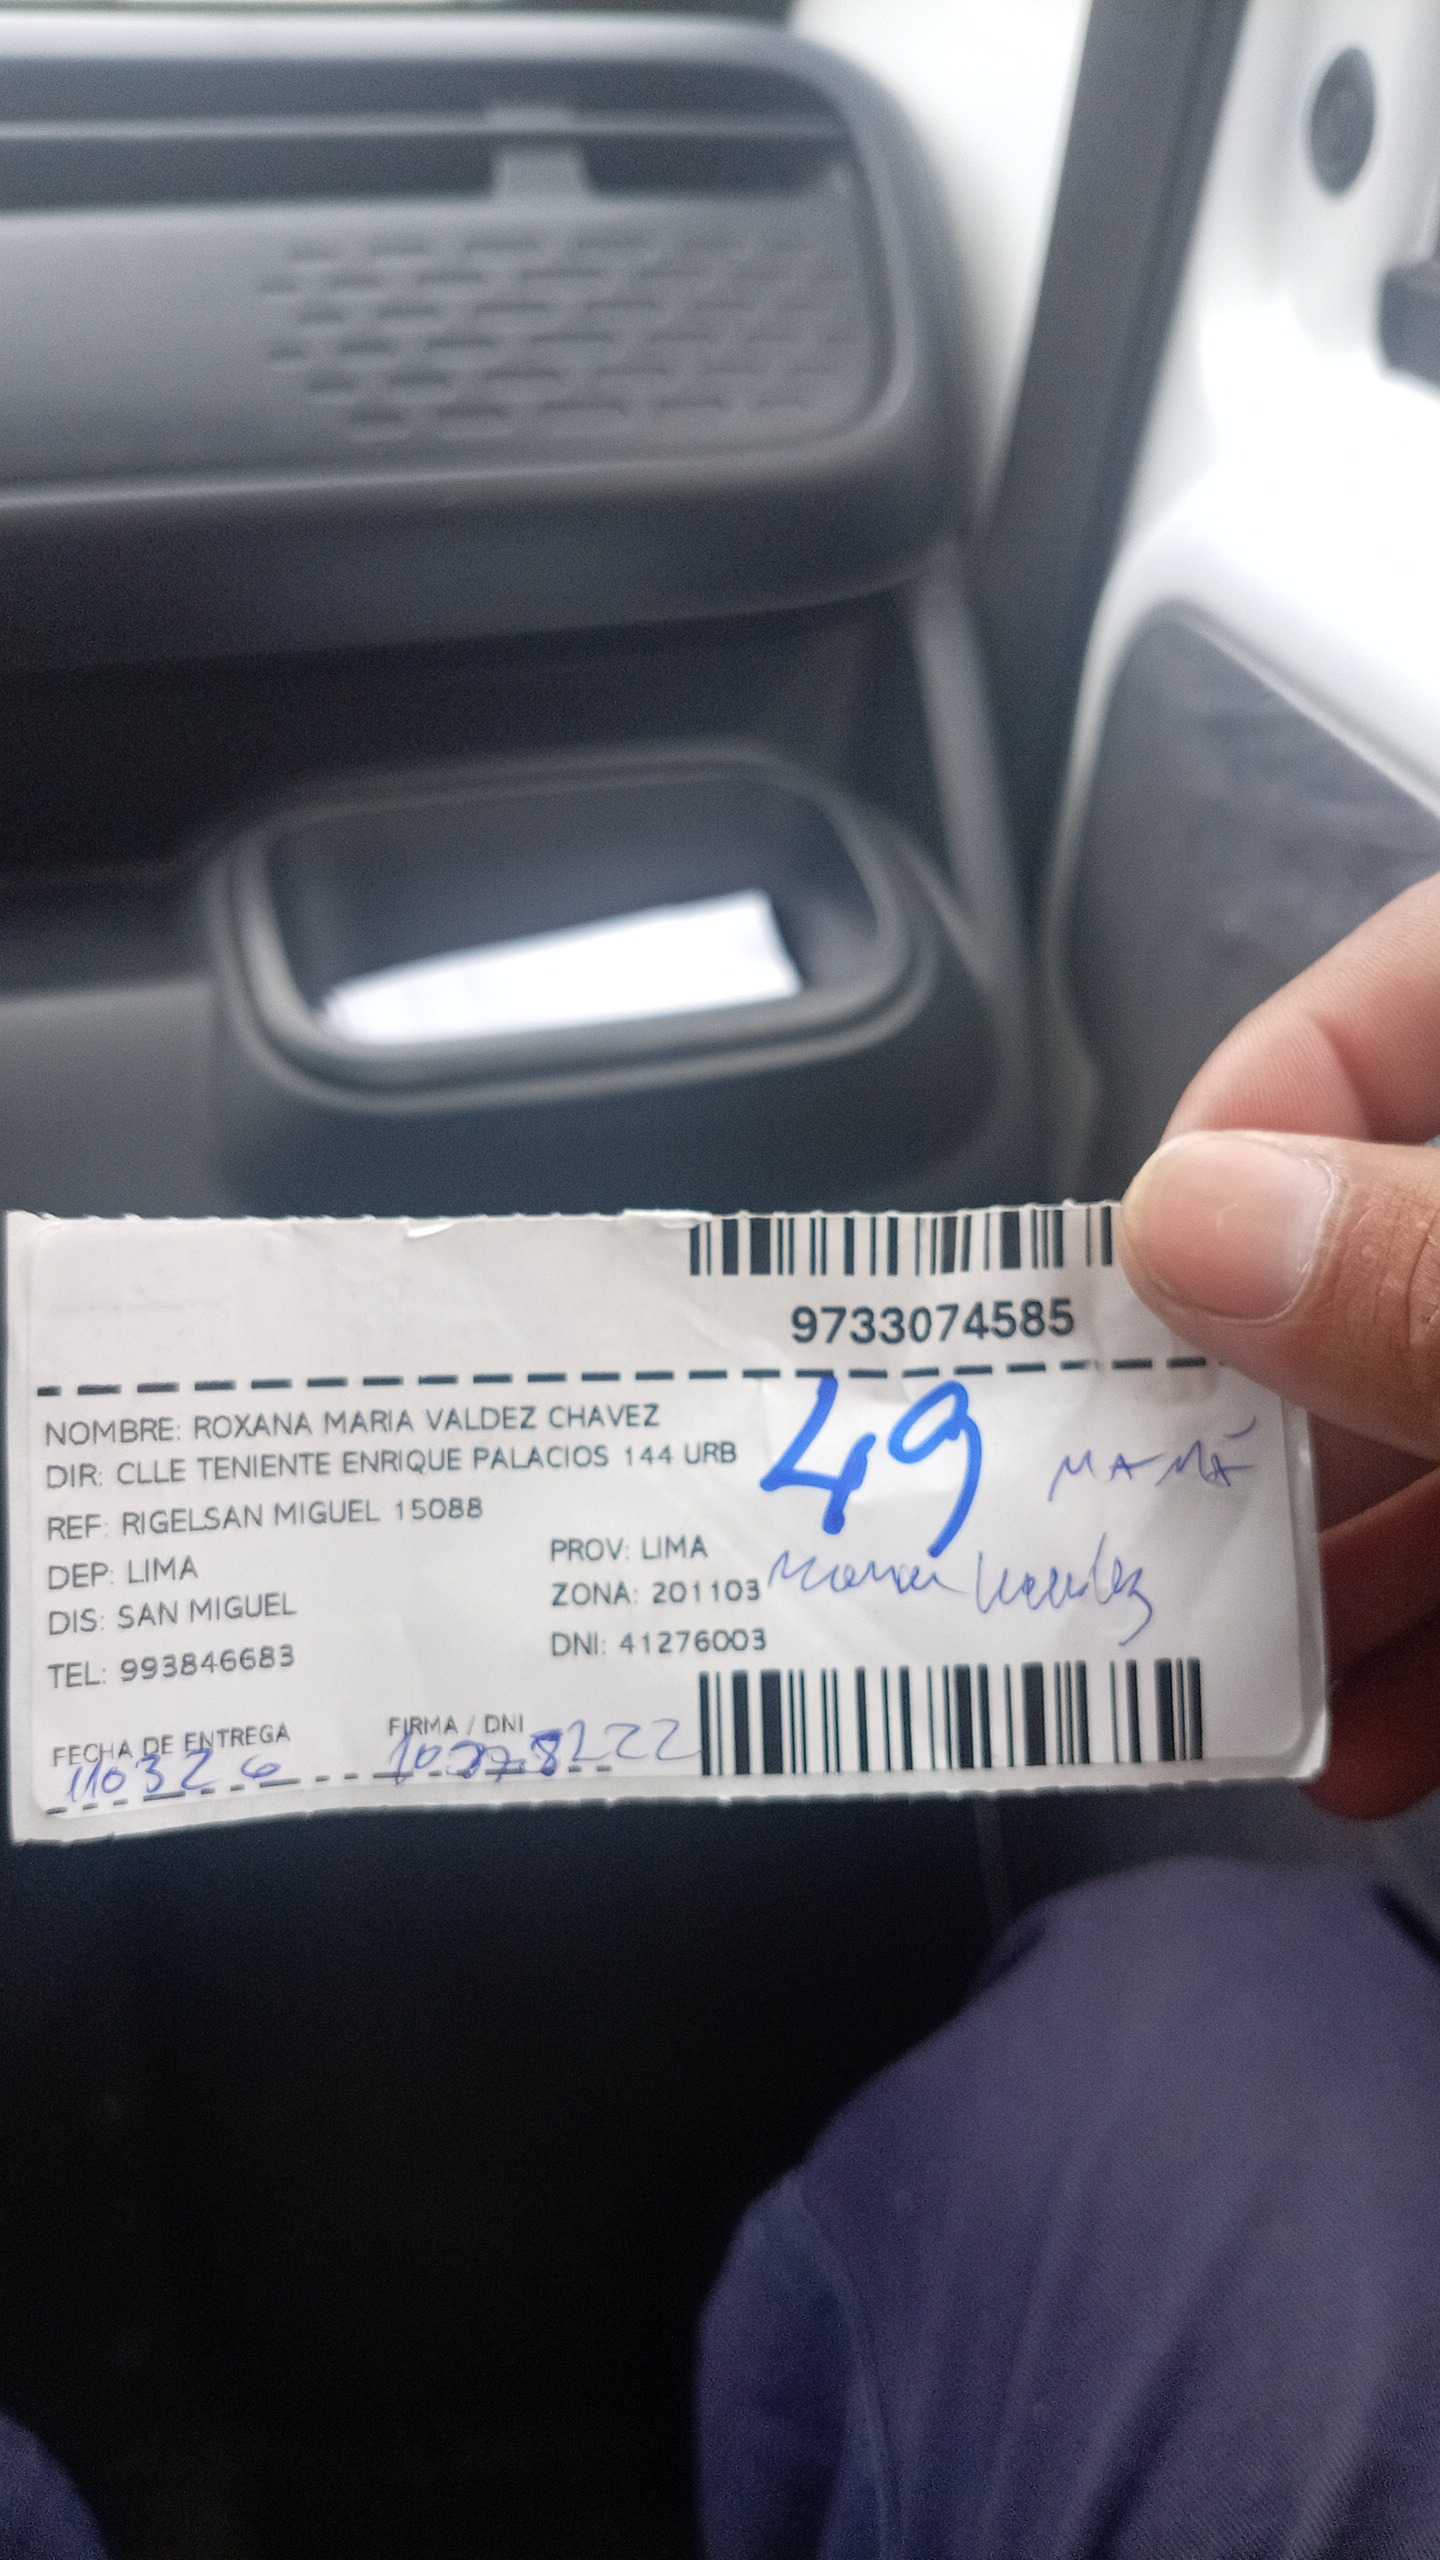 9733074585
NOMBRE: ROXANA MARIA VALDEZ CHAVEZ
DIR: CLLE TENIENTE ENRIQUE PALACIOS 144 URB
49
MAMÁ
REF: RIGELSAN MIGUEL 15088
DEP: LIMA
PROV: LIMA
DIS: SAN MIGUEL
ZONA: 201103
TEL: 993846683
DNI: 41276003
FECHA DE ENTREGA
FIRMA / DNI
110326